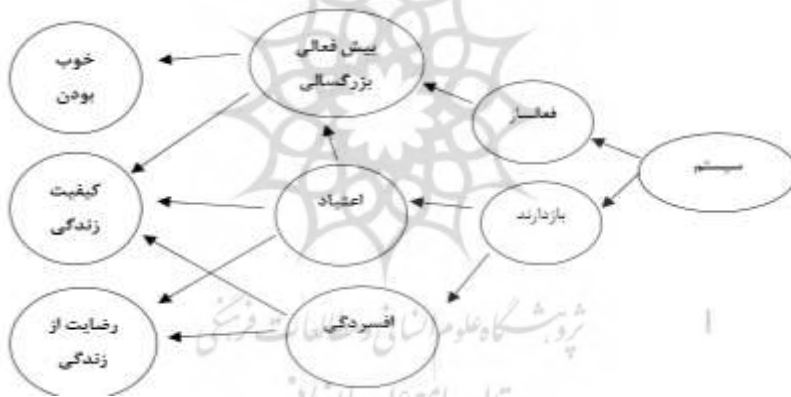 بیش فعالی
بزرگسالی
خوب
بودن
فعالساز
سیستم
کیفیت
زندگی
اعتیاد
بازدارند
افسردگی
رضایت از
زندگی
پژوهشگاه علوم انسانی و مطالعات فرهنگی